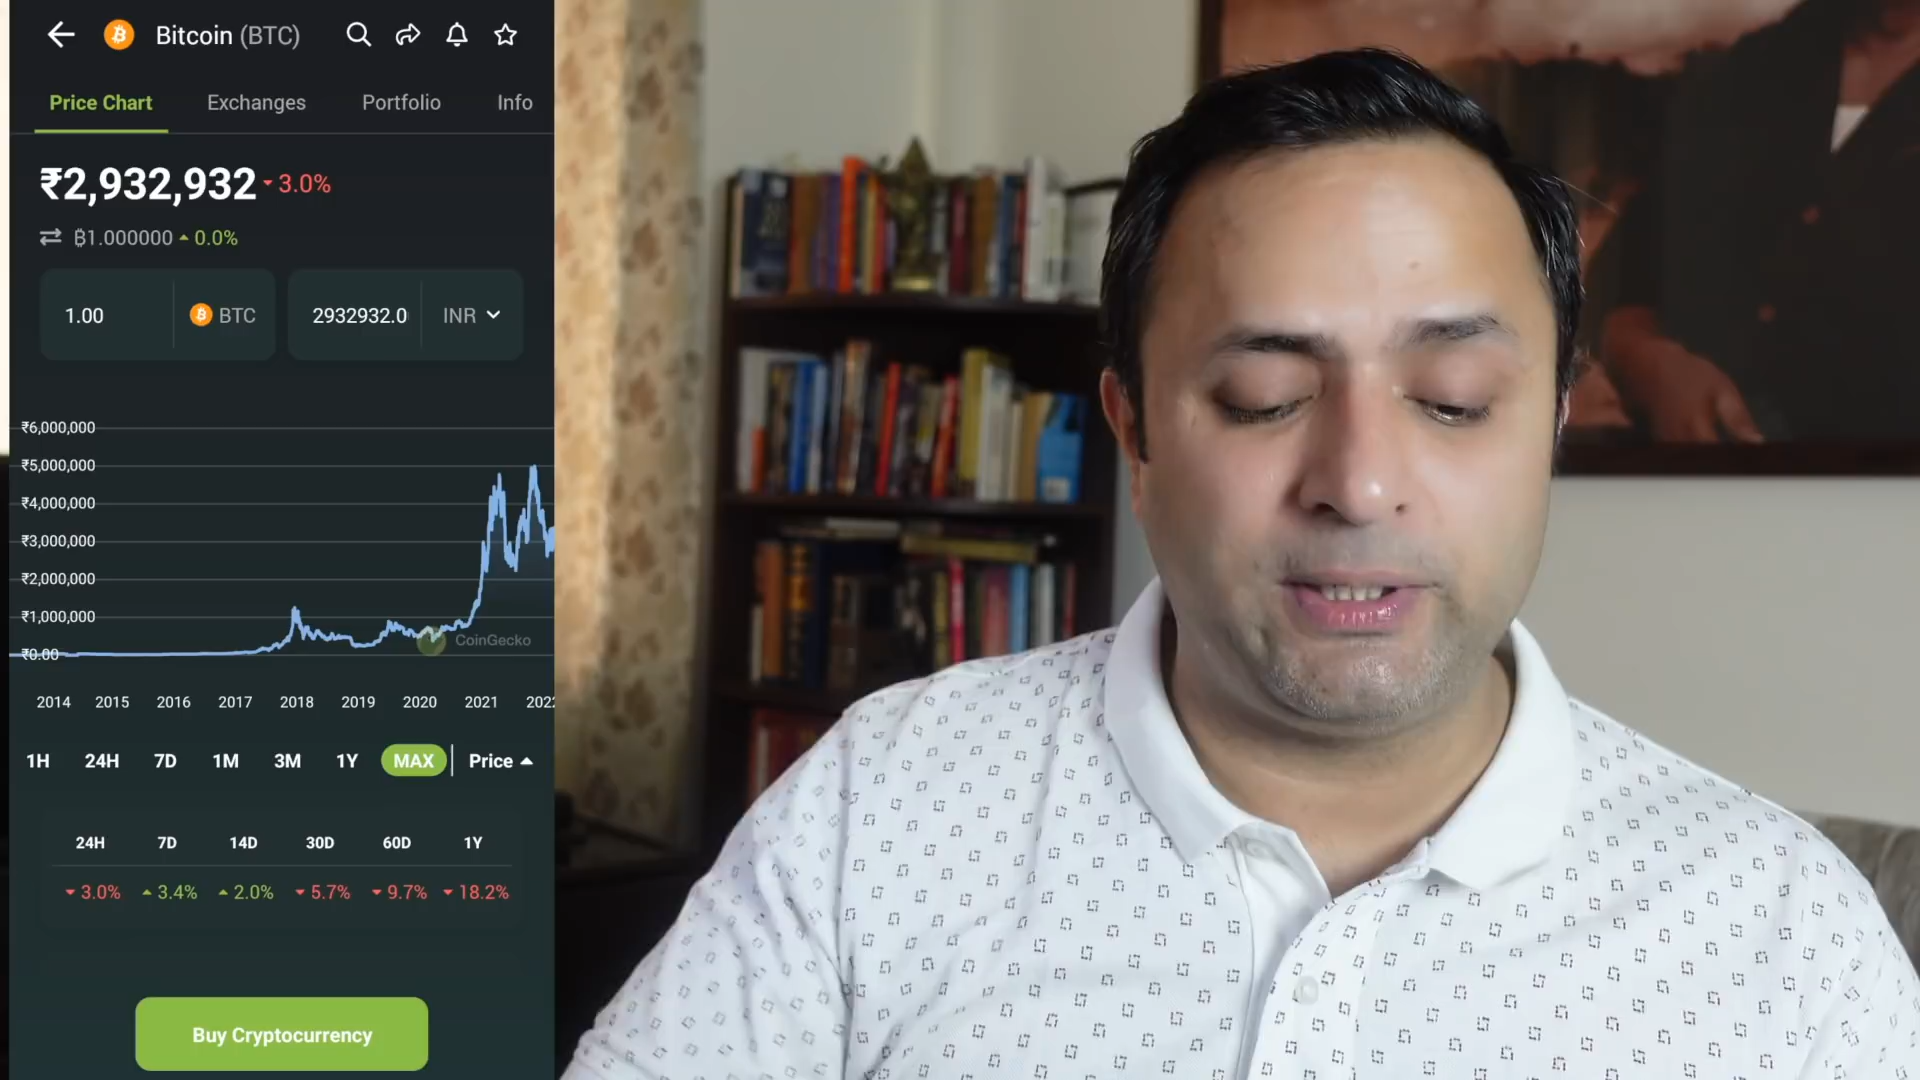 Bitcoin (BTC)
Price Chart Exchanges Portfolio Info
₹2,932,932 3.0%
₿1.000000 0.0%
1.00 BTC 2932932.0 INR
₹6,000,000
₹5,000,000
₹4,000,000
₹3,000,000
₹2,000,000
₹1,000,000
CoinGecko
₹0.00
2014 2015 2016 2017 2018 2019 2020 2021 2022
1H 24H 7D 1M 3M 1Y MAX Price
24H 7D 14D 30D 60D 1Y
3.0% 3.4% 2.0% 5.7% 9.7% 18.2%
Buy Cryptocurrency